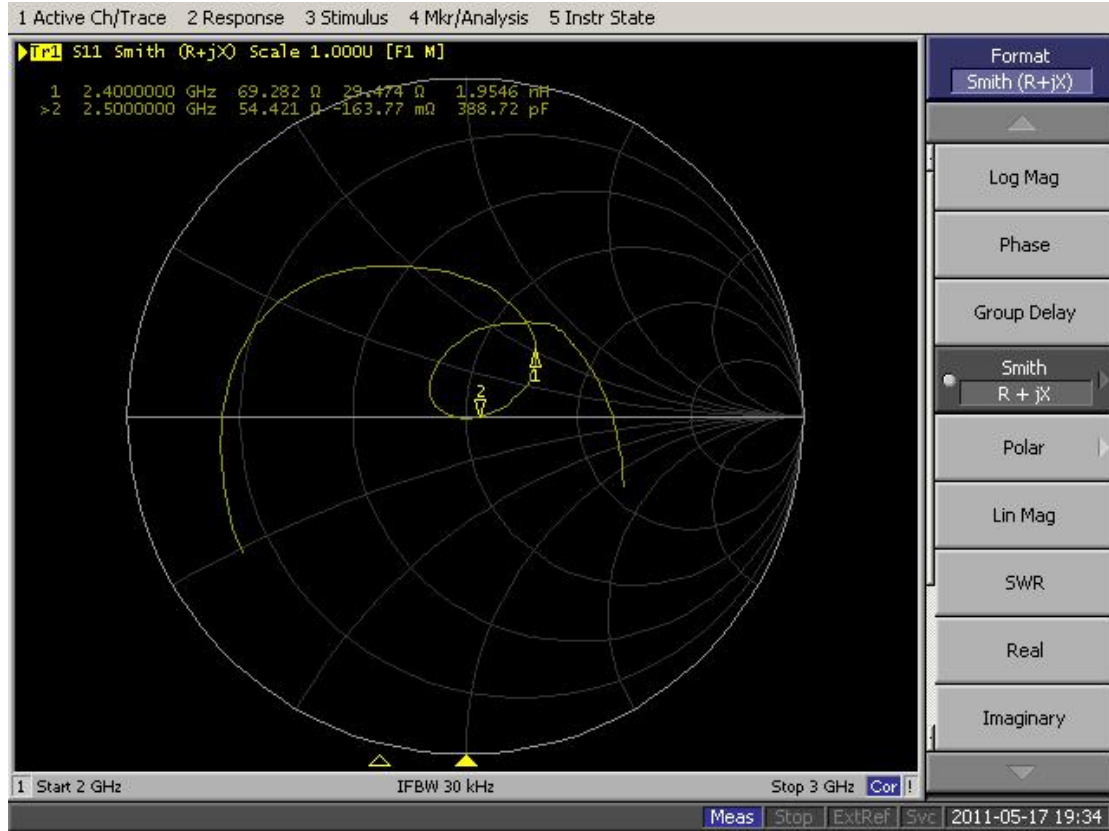 1 Active Ch/Trace 2 Response 3 Stimulus 4 Mkr/Analysis 5 Instr State
Tr1 S11 Smith (R+jX) Scale 1.000U [F1 M]
1 2.4000000 GHz 69.282 Ω 29.474 Ω 1.9546 nH
>2 2.5000000 GHz 54.421 Ω -163.77 mΩ 388.72 pF
2
1
1 Start 2 GHz IFBW 30 kHz Stop 3 GHz Cor !
Format
Smith (R+jX)
Log Mag
Phase
Group Delay
Smith
R + jX
Polar
Lin Mag
SWR
Real
Imaginary
Meas Stop ExtRef Svc 2011-05-17 19:34